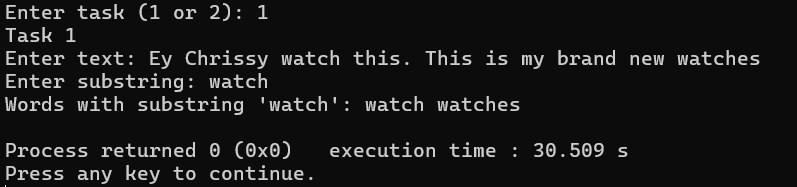 Enter task (1 or 2): 1
Task 1
Enter text: Ey Chrissy watch this. This is my brand new watches
Enter substring: watch
Words with substring 'watch': watch watches
Process returned 0 (0x0)   execution time : 30.509 s
Press any key to continue.